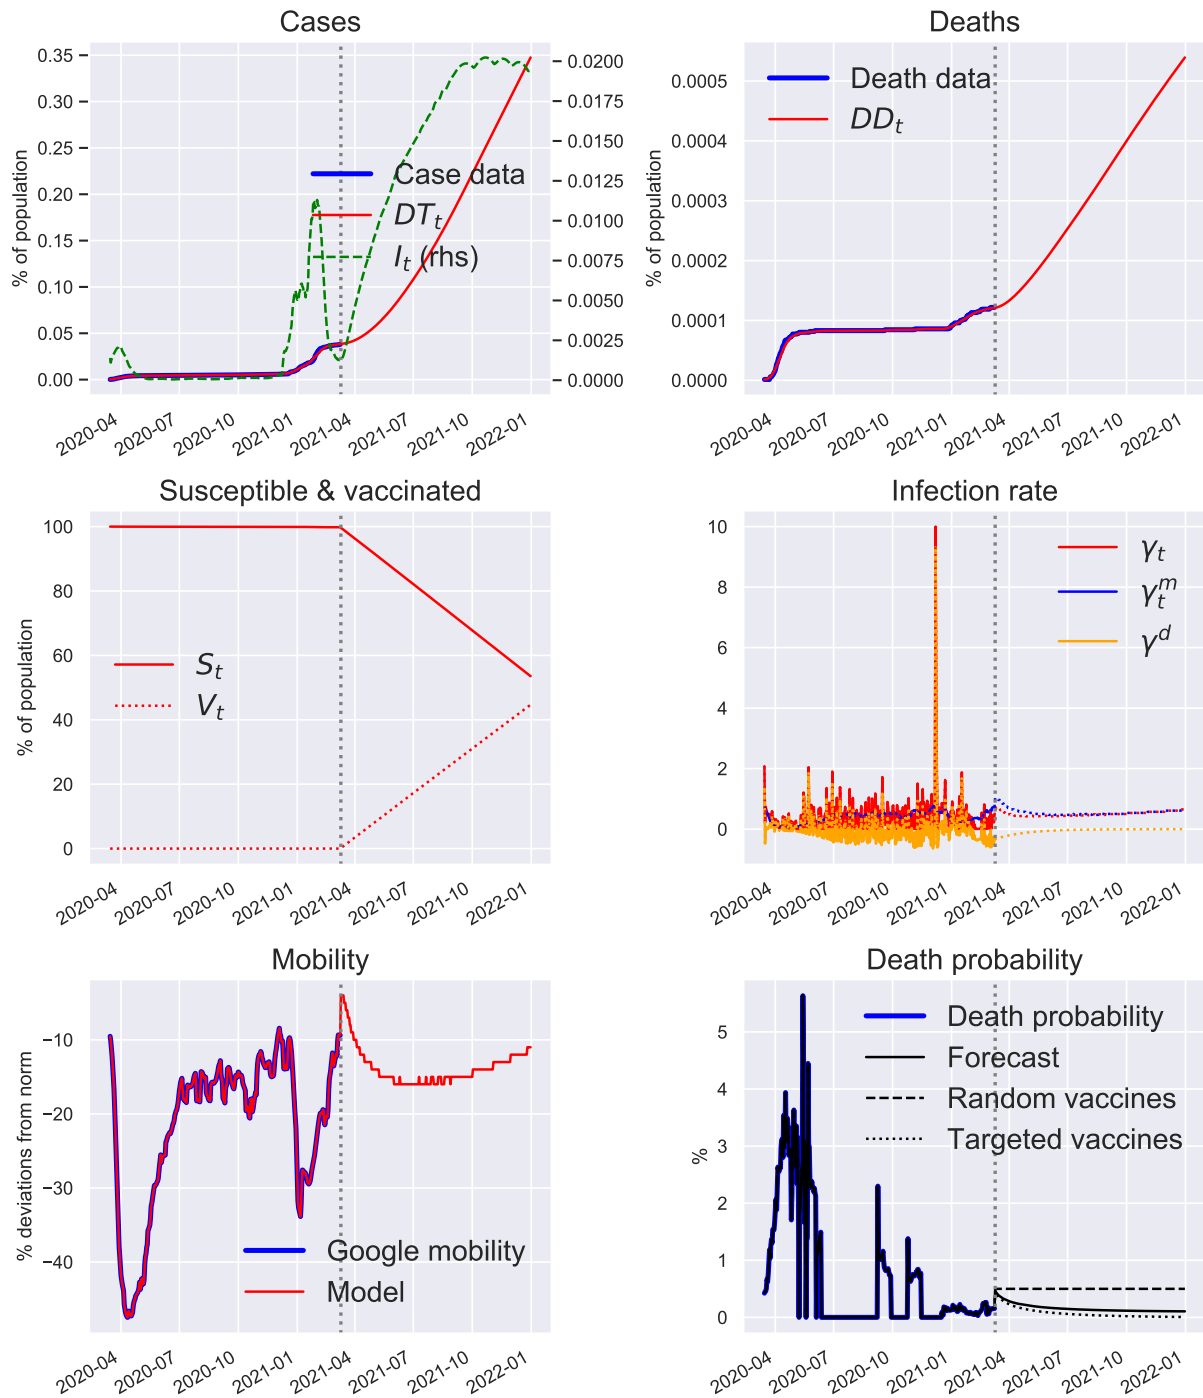 Cases
Deaths
% of population
0.35
0.30
0.25
0.20
0.15
0.10
0.05
0.00
0.0200
0.0175
0.0150
0.0125
0.0100
0.0075
0.0050
0.0025
0.0000
Case data
DT_t
I_t (rhs)
2020-04 2020-07 2020-10 2021-01 2021-04 2021-07 2021-10 2022-01
% of population
0.0005
0.0004
0.0003
0.0002
0.0001
0.0000
Death data
DD_t
2020-04 2020-07 2020-10 2021-01 2021-04 2021-07 2021-10 2022-01
Susceptible & vaccinated
Infection rate
% of population
100
80
60
40
20
0
S_t
V_t
2020-04 2020-07 2020-10 2021-01 2021-04 2021-07 2021-10 2022-01
10
8
6
4
2
0
γ_t
γ_t^m
γ^d
2020-04 2020-07 2020-10 2021-01 2021-04 2021-07 2021-10 2022-01
Mobility
Death probability
% deviations from norm
−10
−20
−30
−40
Google mobility
Model
2020-04 2020-07 2020-10 2021-01 2021-04 2021-07 2021-10 2022-01
%
5
4
3
2
1
0
Death probability
Forecast
Random vaccines
Targeted vaccines
2020-04 2020-07 2020-10 2021-01 2021-04 2021-07 2021-10 2022-01